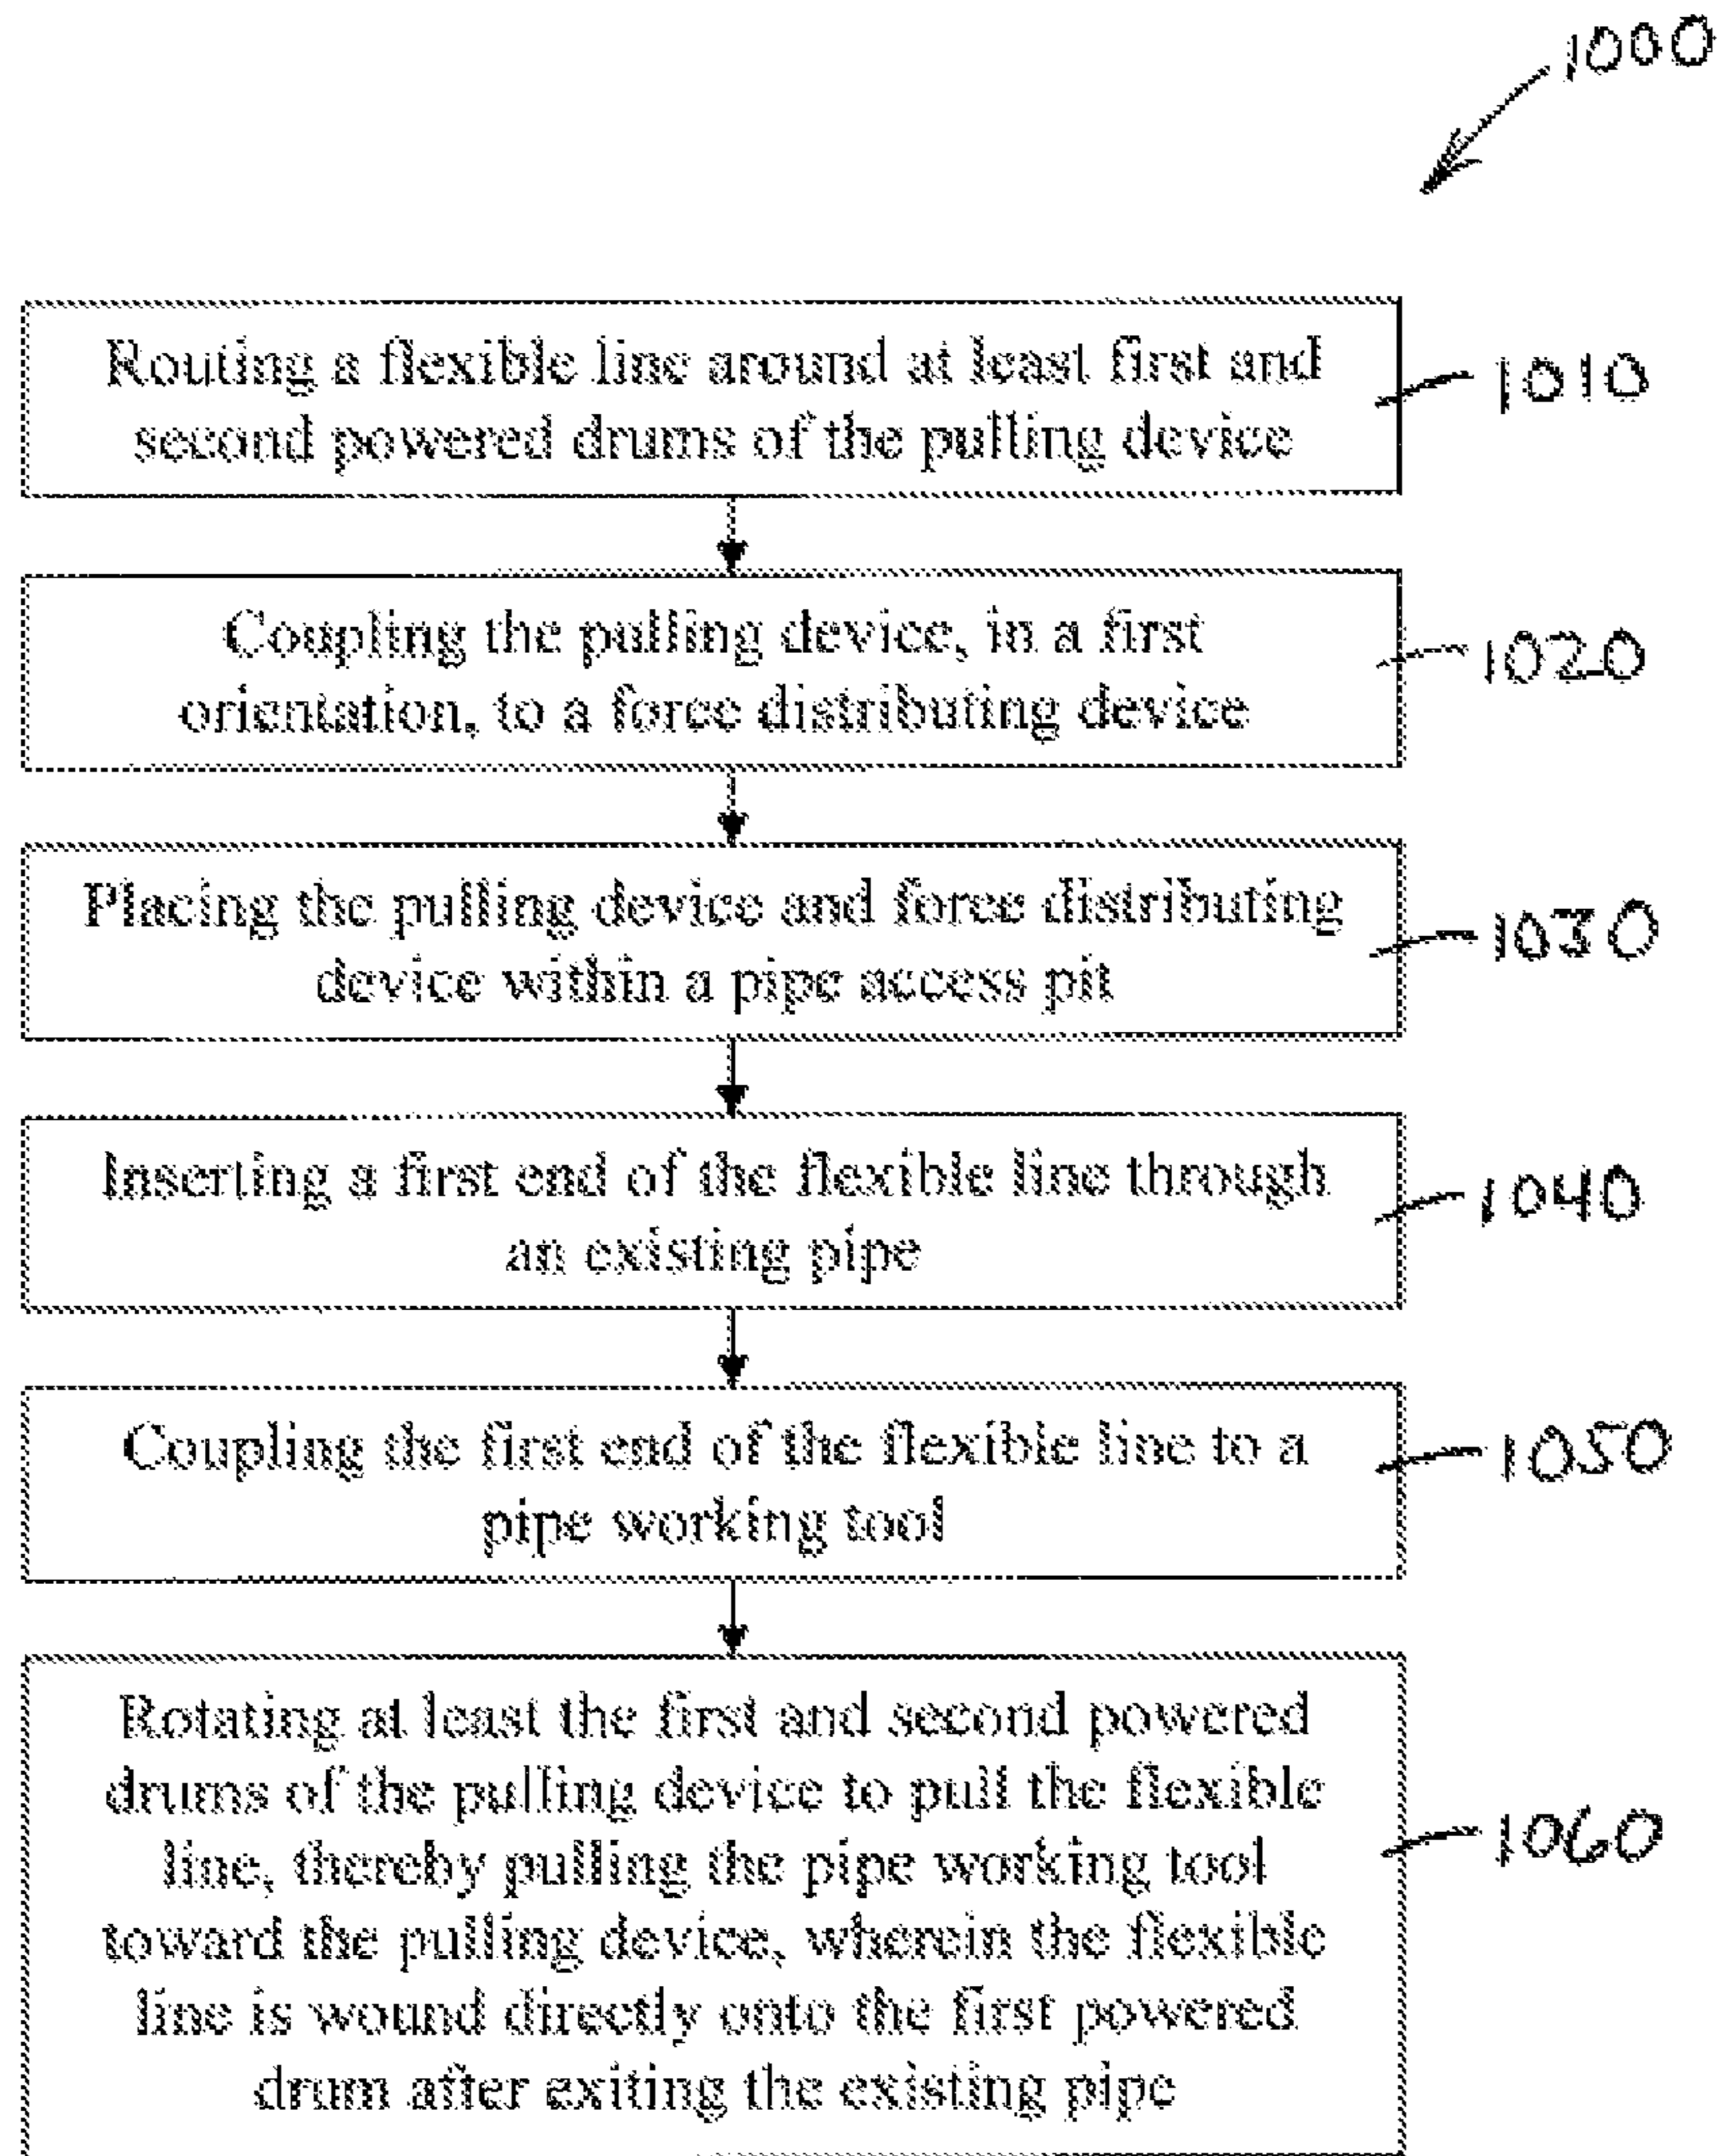 1000
Routing a flexible line around at least first and
second powered drums of the pulling device
1010
Coupling the pulling device, in a first
orientation, to a force distributing device
1020
Placing the pulling device and force distributing
device within a pipe access pit
1030
Inserting a first end of the flexible line through
an existing pipe
1040
Coupling the first end of the flexible line to a
pipe working tool
1050
Rotating at least the first and second powered
drums of the pulling device to pull the flexible
line, thereby pulling the pipe working tool
toward the pulling device, wherein the flexible
line is wound directly onto the first powered
drum after exiting the existing pipe
1060